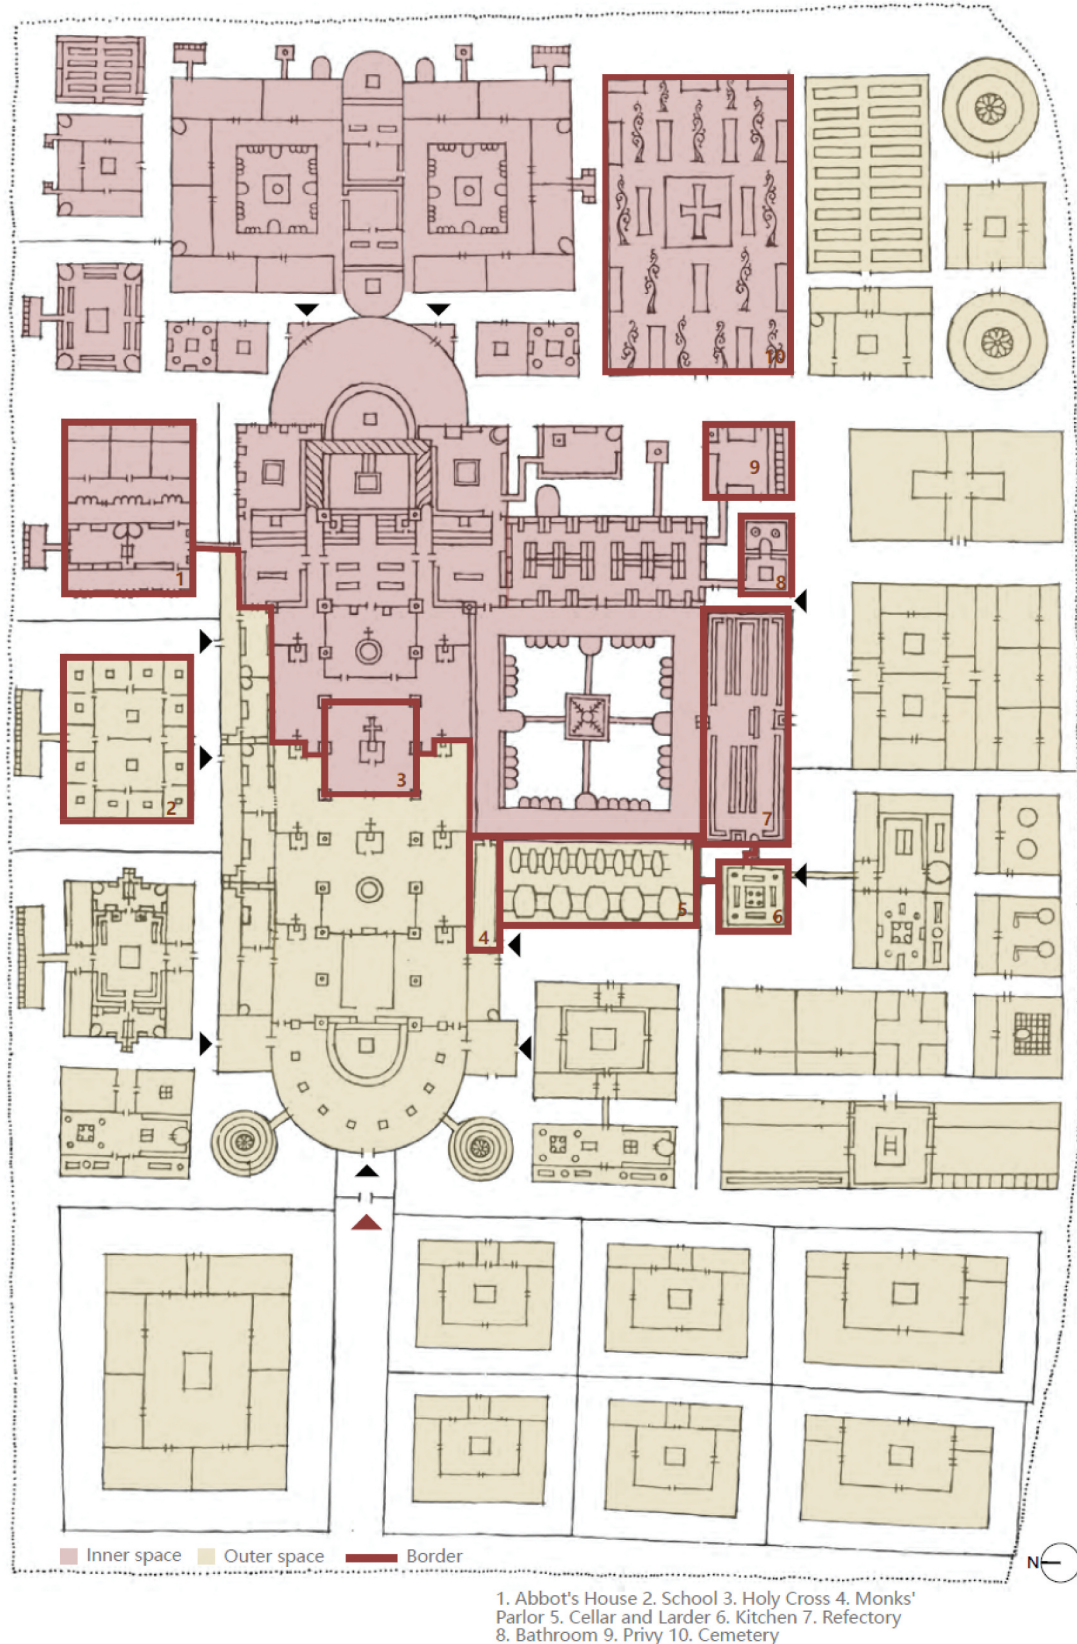 10
9
1
8
2
3
7
5
6
4
Inner space Outer space Border
N
1. Abbot's House 2. School 3. Holy Cross 4. Monks'
Parlor 5. Cellar and Larder 6. Kitchen 7. Refectory
8. Bathroom 9. Privy 10. Cemetery